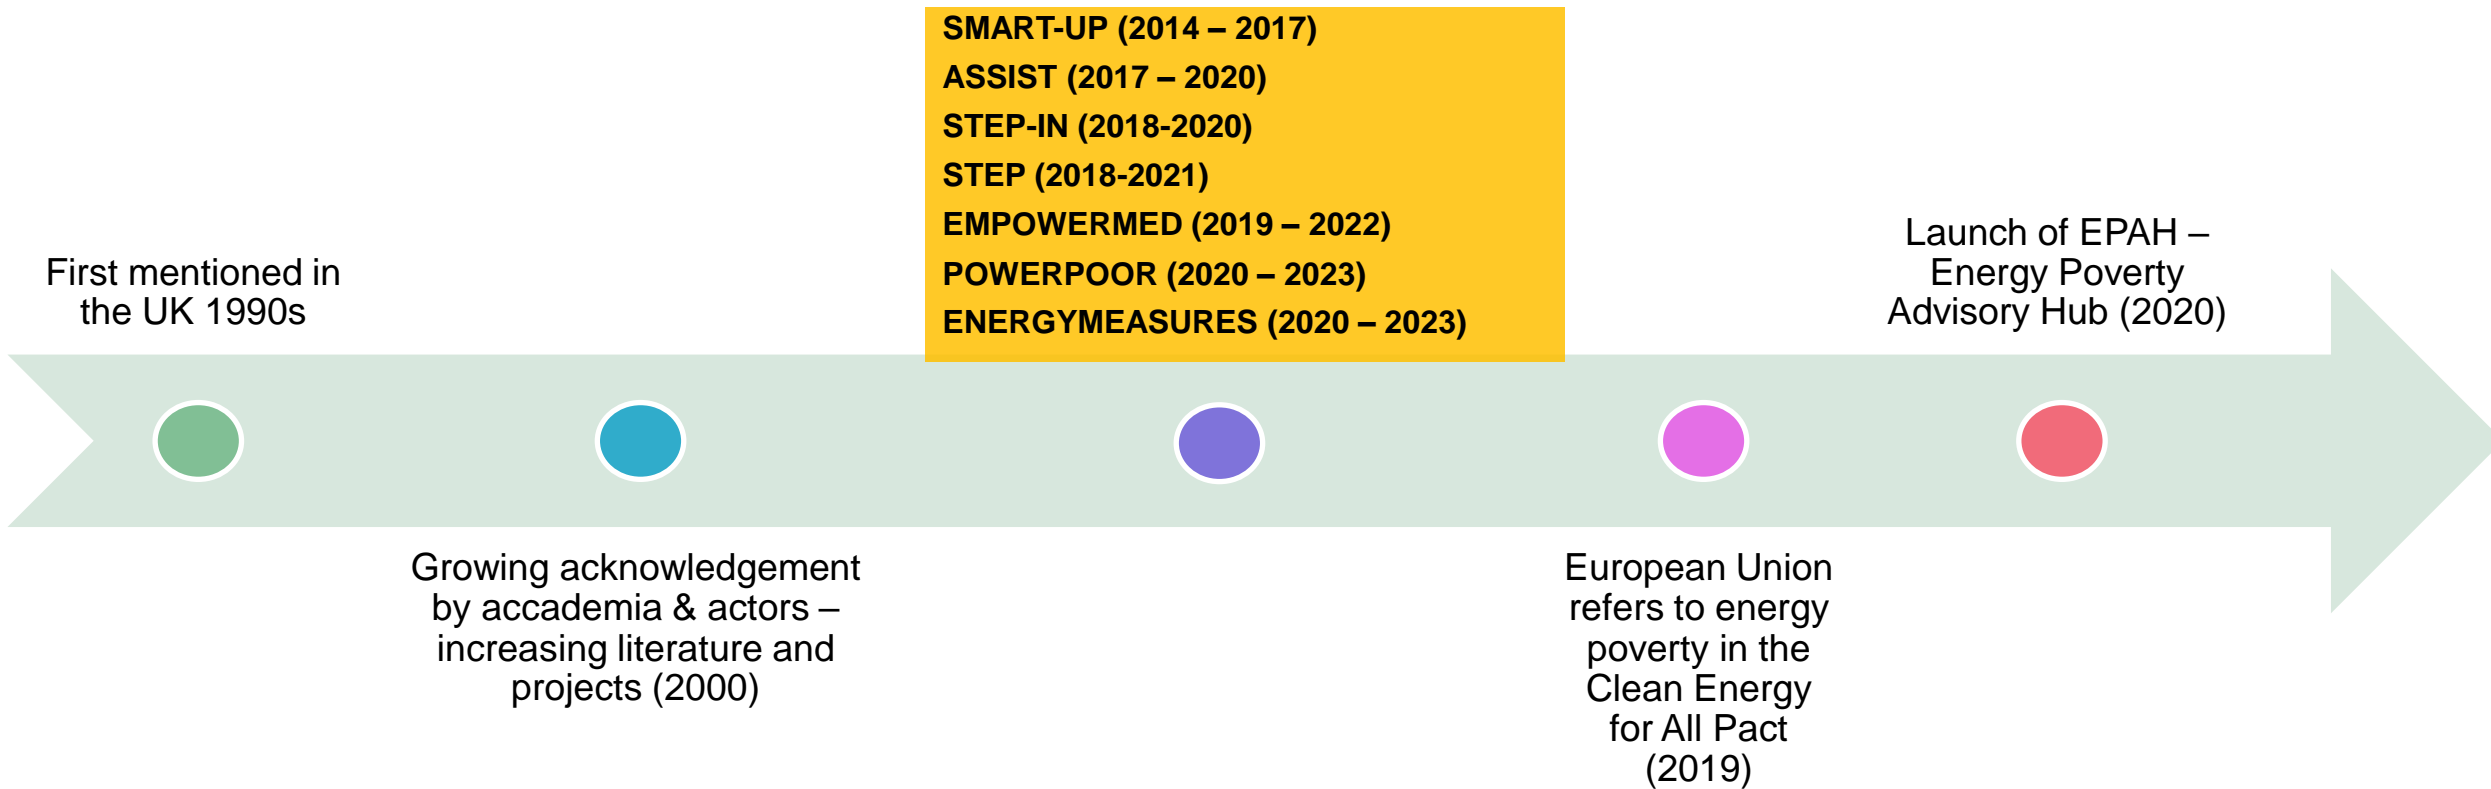 First mentioned in
the UK 1990s
Growing acknowledgement
by accademia & actors –
increasing literature and
projects (2000)
SMART-UP (2014 – 2017)
ASSIST (2017 – 2020)
STEP-IN (2018-2020)
STEP (2018-2021)
EMPOWERMED (2019 – 2022)
POWERPOOR (2020 – 2023)
ENERGYMEASURES (2020 – 2023)
European Union
refers to energy
poverty in the
Clean Energy
for All Pact
(2019)
Launch of EPAH –
Energy Poverty
Advisory Hub (2020)